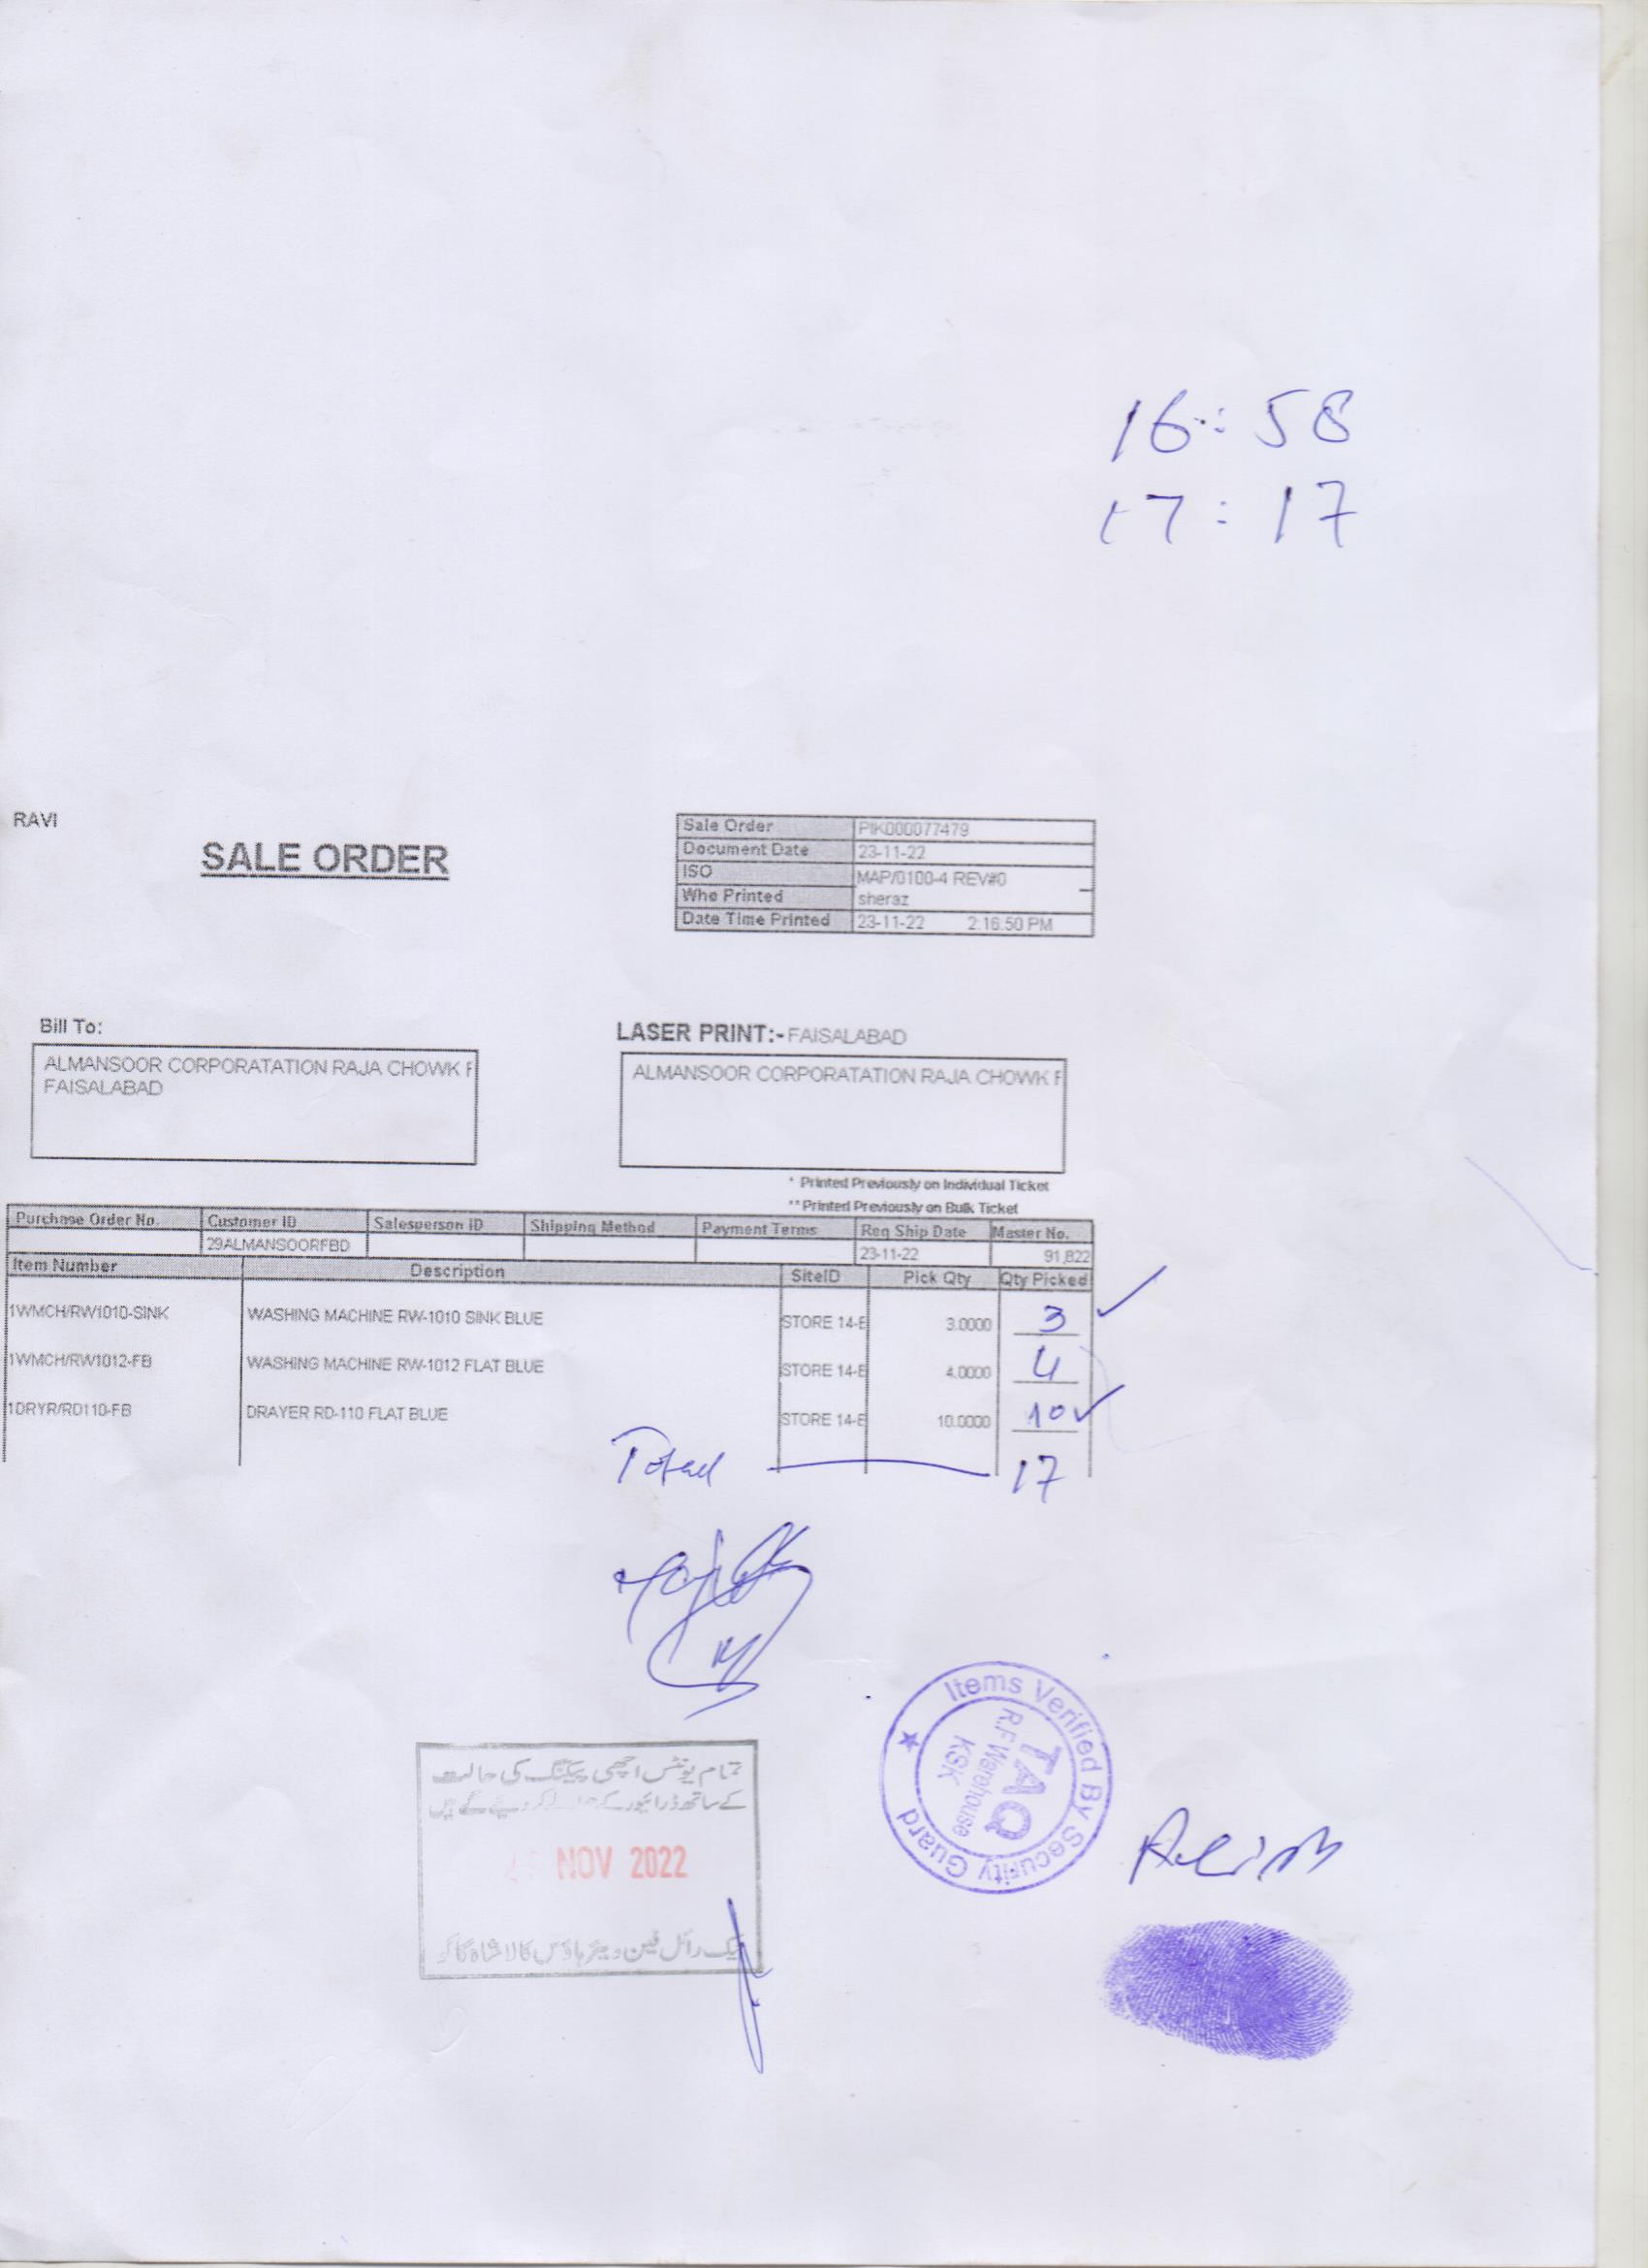 16:58
17:17
RAVI
SALE ORDER
Sale Order PIK000077479
Document Date 23-11-22
ISO MAP/0100-4 REV#0
Who Printed sheraz
Date Time Printed 23-11-22 2:16:50 PM
Bill To:
ALMANSOOR CORPORATATION RAJA CHOWK F
FAISALABAD
LASER PRINT:- FAISALABAD
ALMANSOOR CORPORATATION RAJA CHOWK F
* Printed Previously on Individual Ticket
** Printed Previously on Bulk Ticket
Purchase Order No. Customer ID Salesperson ID Shipping Method Payment Terms Req Ship Date Master No.
29ALMANSOORFBD 23-11-22 91,822
Item Number Description SiteID Pick Qty Qty Picked
1WMCH/RW1010-SINK WASHING MACHINE RW-1010 SINK BLUE STORE 14-E 3.0000 3
1WMCH/RW1012-FB WASHING MACHINE RW-1012 FLAT BLUE STORE 14-E 4.0000 4
1DRYR/RD110-FB DRAYER RD-110 FLAT BLUE STORE 14-E 10.0000 10
Total 17
Items Verified By Security Guard
TAQ
R.F Warehouse
KSK
تمام یونٹس اچھی پیکنگ کی حالت
کے ساتھ ڈرائیور کے
NOV 2022
رائل فین ویئر ہاؤس کالا شاہ کاکو